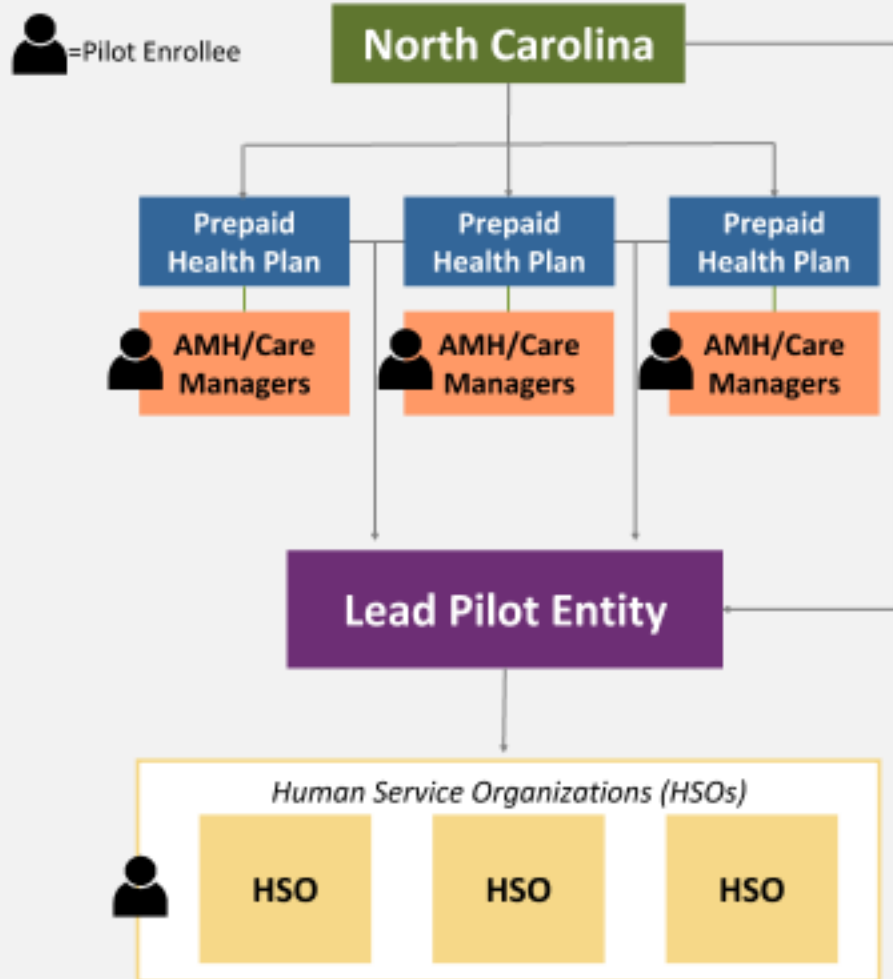 =Pilot Enrollee
North Carolina
Prepaid
Health Plan
Prepaid
Health Plan
Prepaid
Health Plan
AMH/Care
Managers
AMH/Care
Managers
AMH/Care
Managers
Lead Pilot Entity
Human Service Organizations (HSOs)
HSO
HSO
HSO